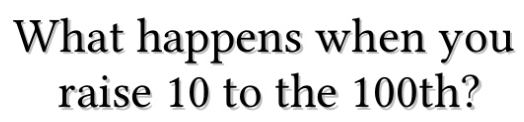 What happens when you
raise 10 to the 100th?